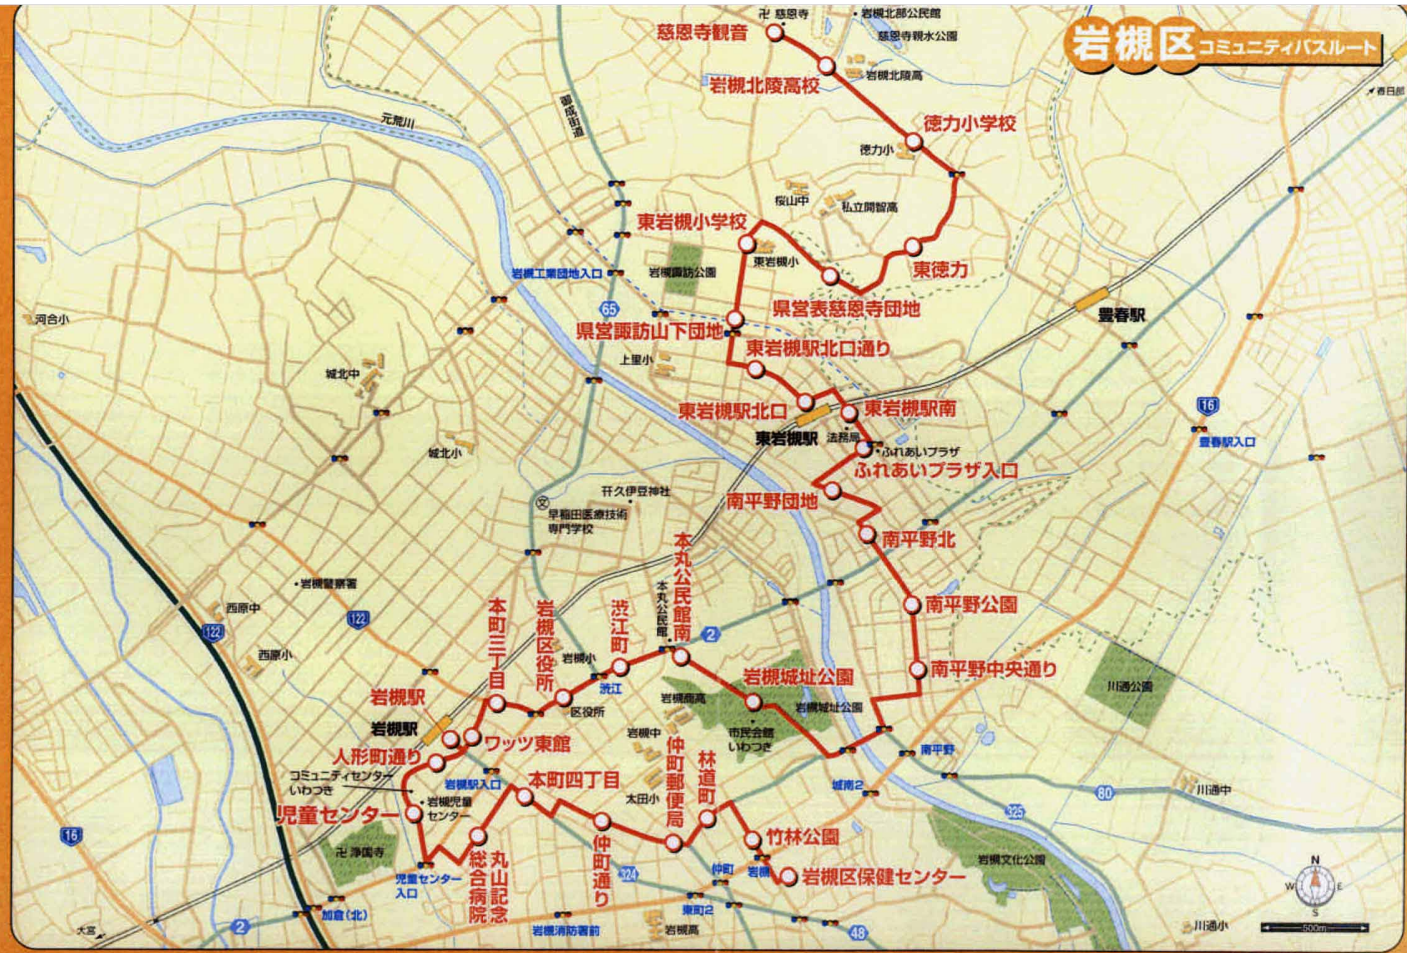 岩槻区 コミュニティバスルート
卍 慈恩寺
岩槻北部公民館
慈恩寺親水公園
慈恩寺観音
岩槻北陵高校
岩槻北陵高
春日部
御成街道
元荒川
徳力小学校
徳力小
桜山中
私立開智高
東岩槻小学校
東岩槻小
東徳力
岩槻諏訪公園
岩槻工業団地入口
65
県営表慈恩寺団地
豊春駅
県営諏訪山下団地
河合小
東岩槻駅北口通り
上里小
城北中
東岩槻駅北口
東岩槻駅南
16
豊春駅入口
東岩槻駅
法務局
ふれあいプラザ
城北小
ふれあいプラザ入口
南平野団地
久伊豆神社
早稲田医療技術
専門学校
南平野北
本丸公民館南
本丸公民館
岩槻警察署
西原中
122
122
本町三丁目
岩槻区役所
渋江町
南平野公園
2
西原小
岩槻小
渋江
南平野中央通り
岩槻城址公園
川通公園
岩槻駅
区役所
岩槻商高
岩槻城址公園
岩槻駅
ワッツ東館
岩槻中
市民会館
いわつき
南平野
人形町通り
コミュニティセンター
いわつき
岩槻駅入口
本町四丁目
仲町郵便局
林道町
城南2
川通中
80
太田小
岩槻児童
センター
児童センター
325
16
卍 浄国寺
竹林公園
丸山記念
総合病院
仲町通り
岩槻文化公園
児童センター
入口
324
仲町
岩槻
岩槻区保健センター
N
W
E
S
加倉(北)
東町2
2
大宮
岩槻消防署前
岩槻高
48
川通小
500m